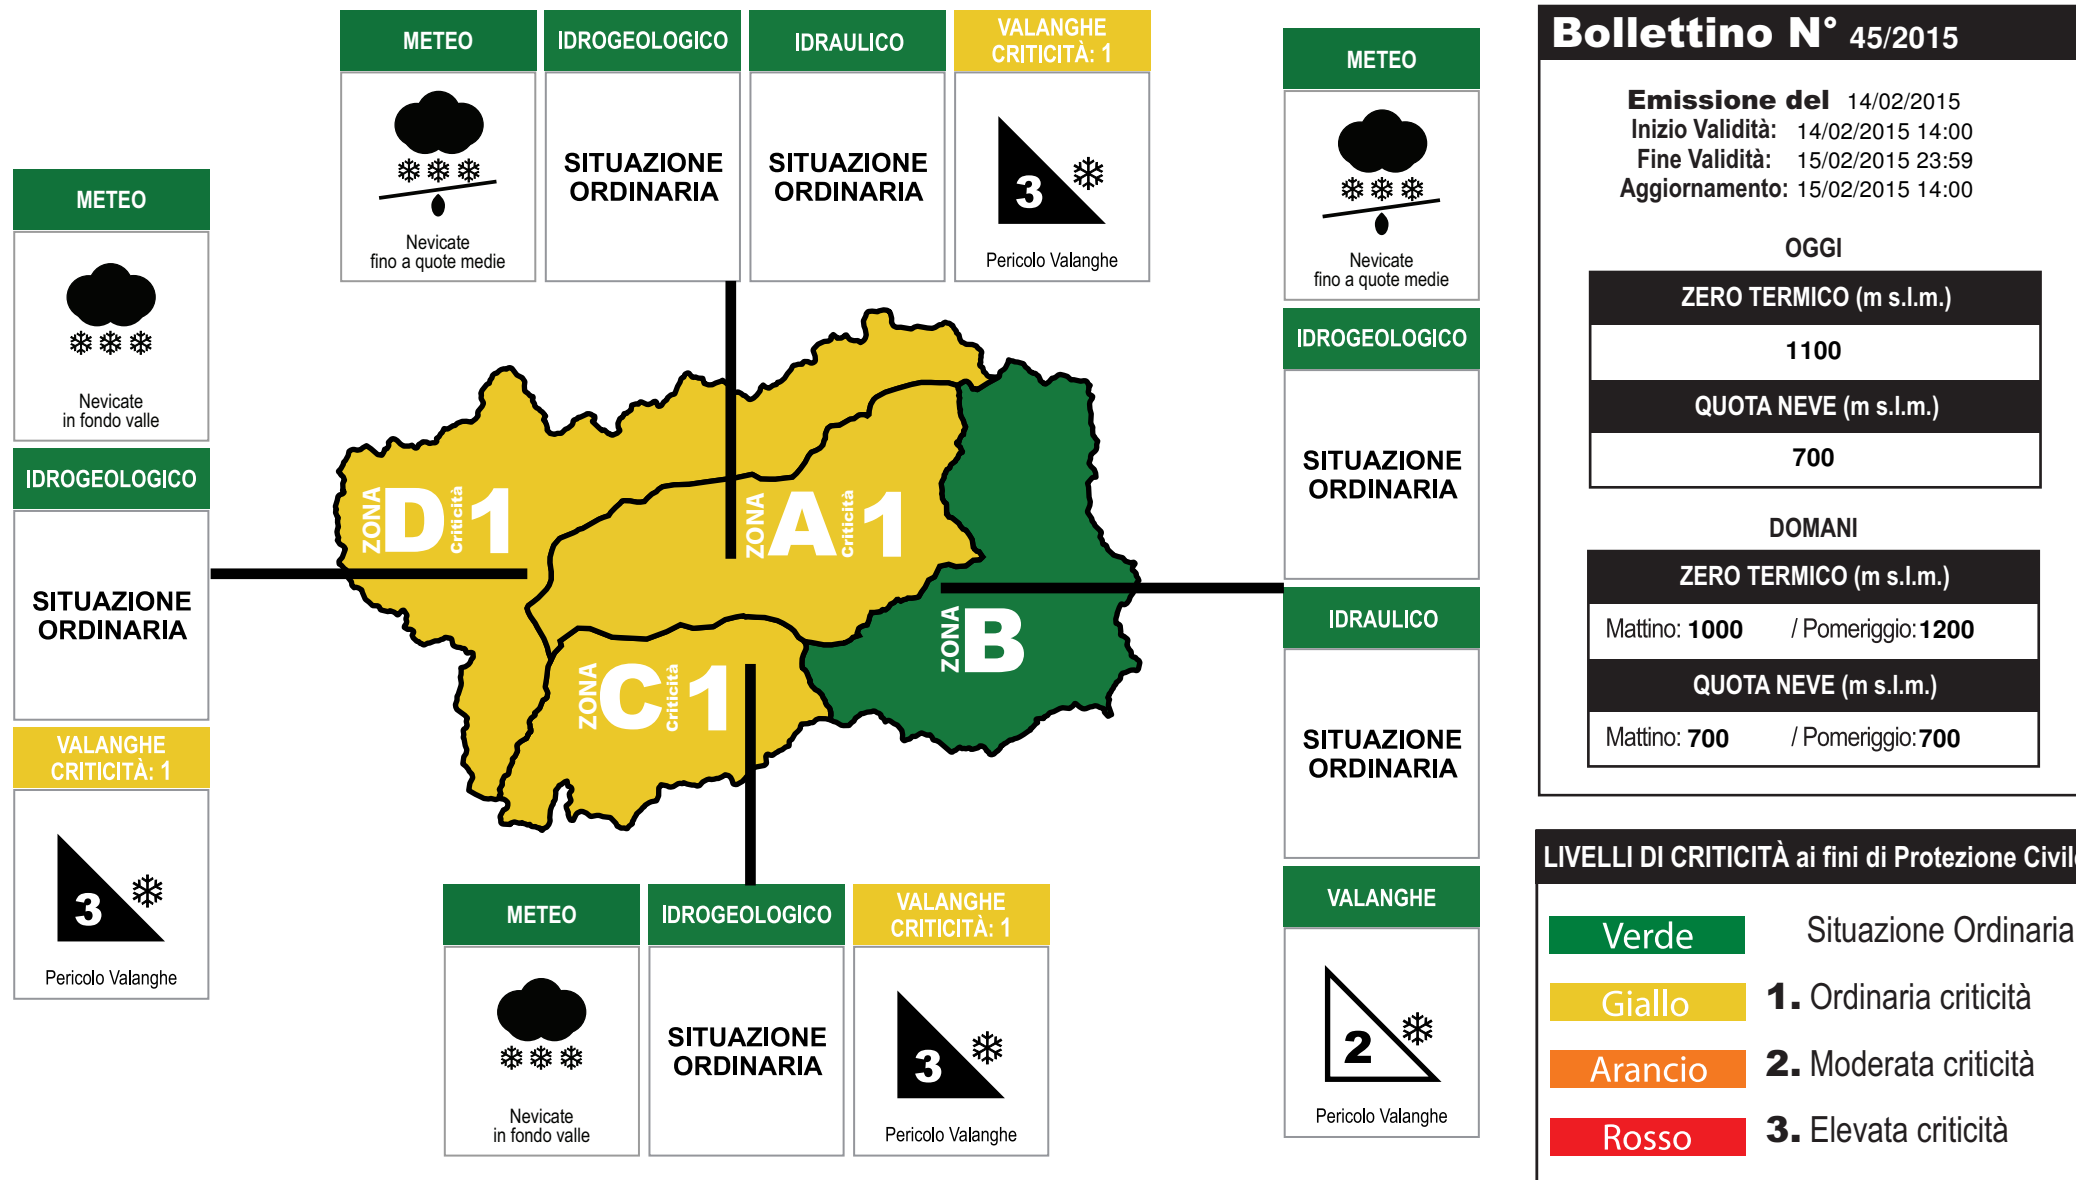 METEO
Nevicate
fino a quote medie
IDROGEOLOGICO
SITUAZIONE
ORDINARIA
IDRAULICO
SITUAZIONE
ORDINARIA
VALANGHE
CRITICITÀ: 1
3
Pericolo Valanghe
METEO
Nevicate
in fondo valle
IDROGEOLOGICO
SITUAZIONE
ORDINARIA
VALANGHE
CRITICITÀ: 1
3
Pericolo Valanghe
ZONA D Criticità 1
ZONA A Criticità 1
ZONA C Criticità 1
ZONA B
METEO
Nevicate
in fondo valle
IDROGEOLOGICO
SITUAZIONE
ORDINARIA
VALANGHE
CRITICITÀ: 1
3
Pericolo Valanghe
METEO
Nevicate
fino a quote medie
IDROGEOLOGICO
SITUAZIONE
ORDINARIA
IDRAULICO
SITUAZIONE
ORDINARIA
VALANGHE
2
Pericolo Valanghe
Bollettino N° 45/2015
Emissione del 14/02/2015
Inizio Validità: 14/02/2015 14:00
Fine Validità: 15/02/2015 23:59
Aggiornamento: 15/02/2015 14:00
OGGI
ZERO TERMICO (m s.l.m.)
1100
QUOTA NEVE (m s.l.m.)
700
DOMANI
ZERO TERMICO (m s.l.m.)
Mattino: 1000 / Pomeriggio: 1200
QUOTA NEVE (m s.l.m.)
Mattino: 700 / Pomeriggio: 700
LIVELLI DI CRITICITÀ ai fini di Protezione Civile
Verde Situazione Ordinaria
Giallo 1. Ordinaria criticità
Arancio 2. Moderata criticità
Rosso 3. Elevata criticità